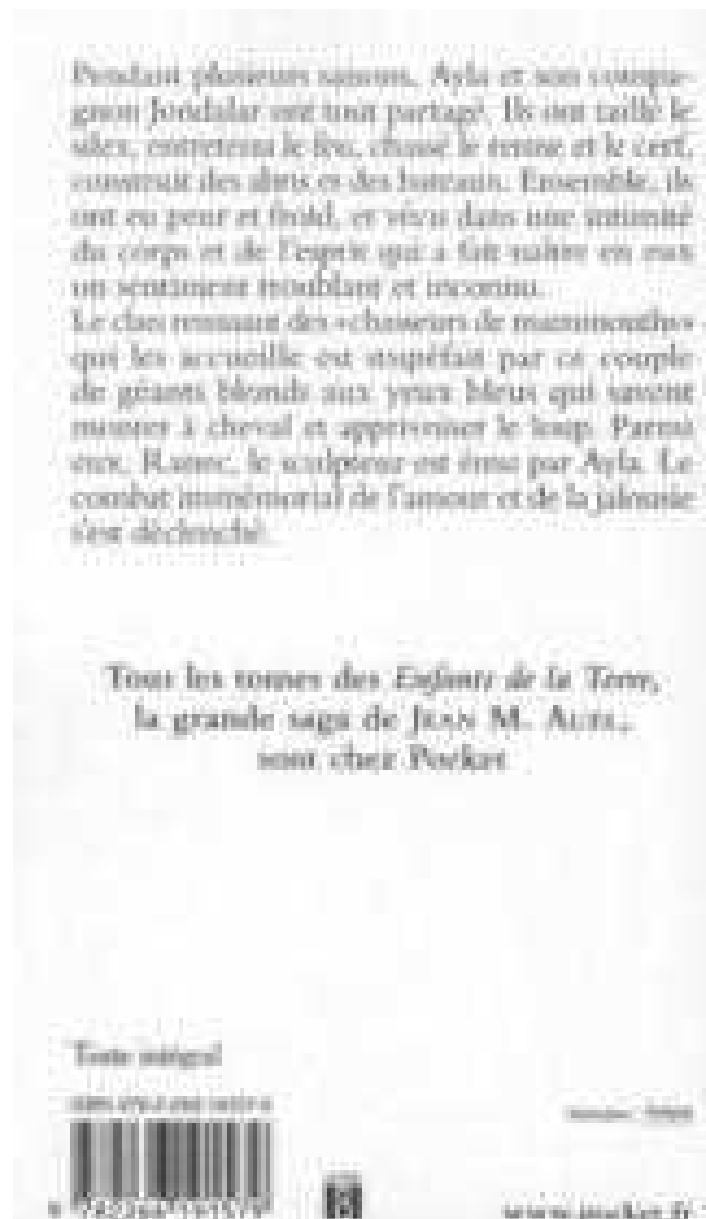 Pendant plusieurs saisons, Ayla et son compa-
gnon Jondalar ont tout partagé. Ils ont taillé le
silex, entretenu le feu, chassé le renne et le cerf,
construit des abris et des bateaux. Ensemble, ils
ont eu peur et froid, et vécu dans une intimité
du corps et de l'esprit qui a fait naître en eux
un sentiment troublant et inconnu.
Le clan des «chasseurs de mammouths»
qui les accueille est stupéfait par ce couple
de géants blonds aux yeux bleus qui savent
monter à cheval et apprivoiser le loup. Parmi
eux, Ranec, le sculpteur est ému par Ayla. Le
combat immémorial de l'amour et de la jalousie
s'est déclenché.
Tous les tomes des Enfants de la Terre,
la grande saga de JEAN M. AUEL,
sont chez Pocket
Texte intégral
www.pocket.fr